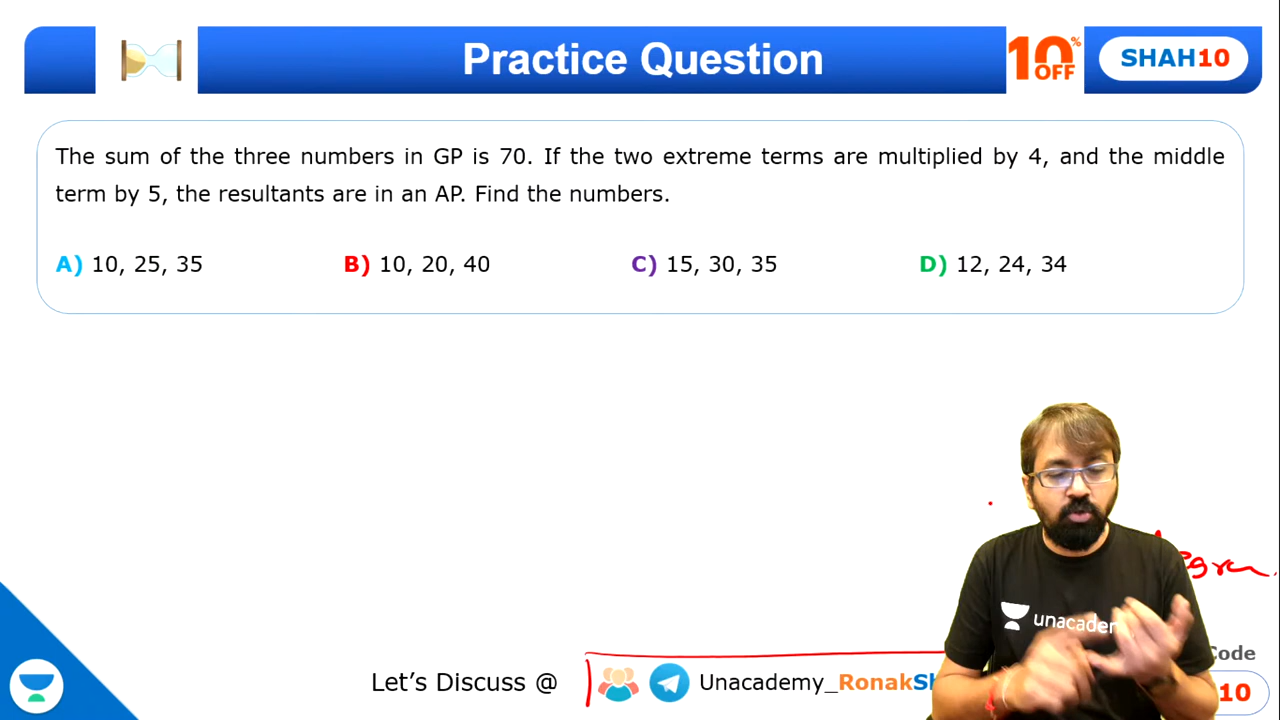 Practice Question
10% OFF
SHAH10
The sum of the three numbers in GP is 70. If the two extreme terms are multiplied by 4, and the middle
term by 5, the resultants are in an AP. Find the numbers.
A) 10, 25, 35 B) 10, 20, 40 C) 15, 30, 35 D) 12, 24, 34
unacadem
Code
Let's Discuss @ Unacademy_RonakSh
10